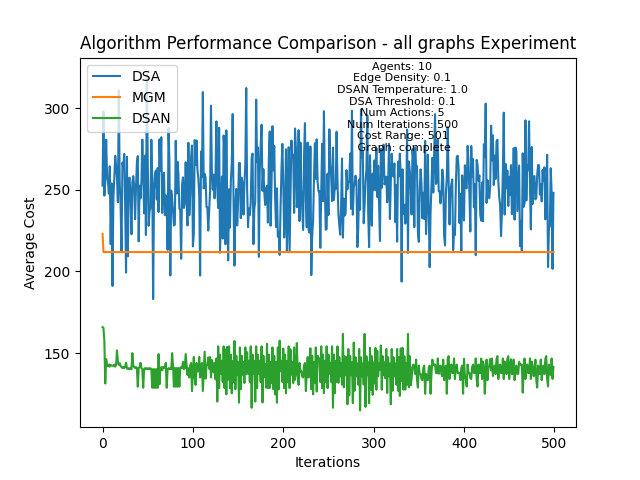 Algorithm Performance Comparison - all graphs Experiment
DSA
MGM
DSAN
Agents: 10
Edge Density: 0.1
DSAN Temperature: 1.0
DSA Threshold: 0.1
Num Actions: 5
Num Iterations: 500
Cost Range: 501
Graph: complete
Average Cost
300
250
200
150
0
100
200
300
400
500
Iterations